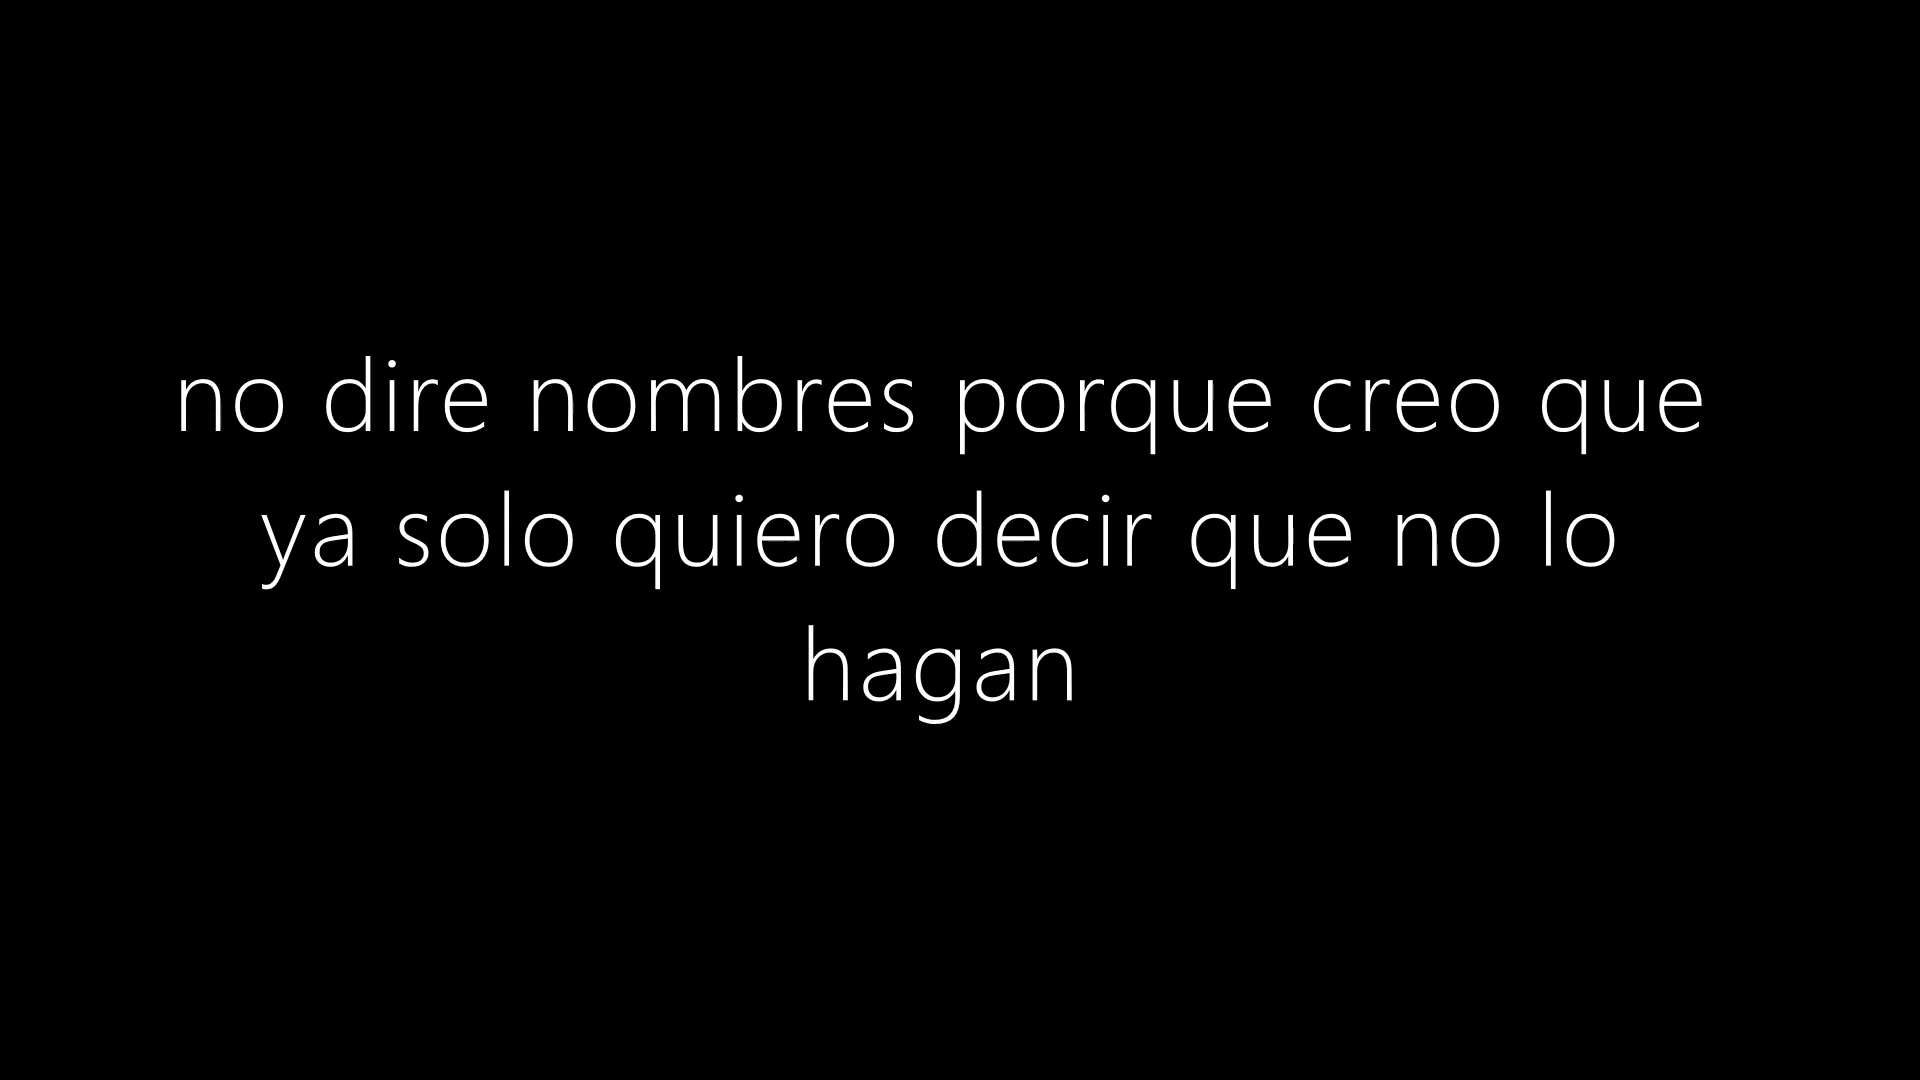 no dire nombres porque creo que
ya solo quiero decir que no lo
hagan